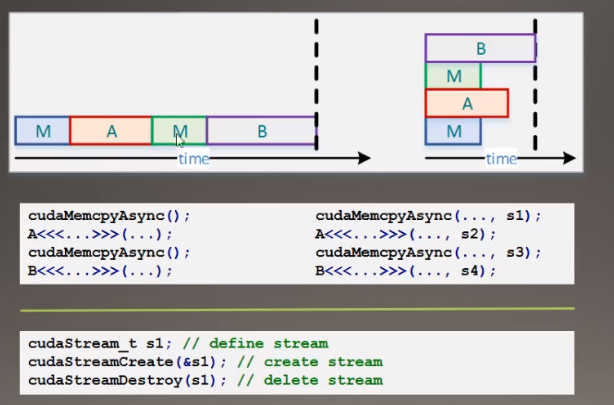 B
M
A
M
M A M B
time
time
cudaMemcpyAsync();
A<<<...>>>(...);
cudaMemcpyAsync();
B<<<...>>>(...);
cudaMemcpyAsync(..., s1);
A<<<...>>>(..., s2);
cudaMemcpyAsync(..., s3);
B<<<...>>>(..., s4);
cudaStream_t s1; // define stream
cudaStreamCreate(&s1); // create stream
cudaStreamDestroy(s1); // delete stream